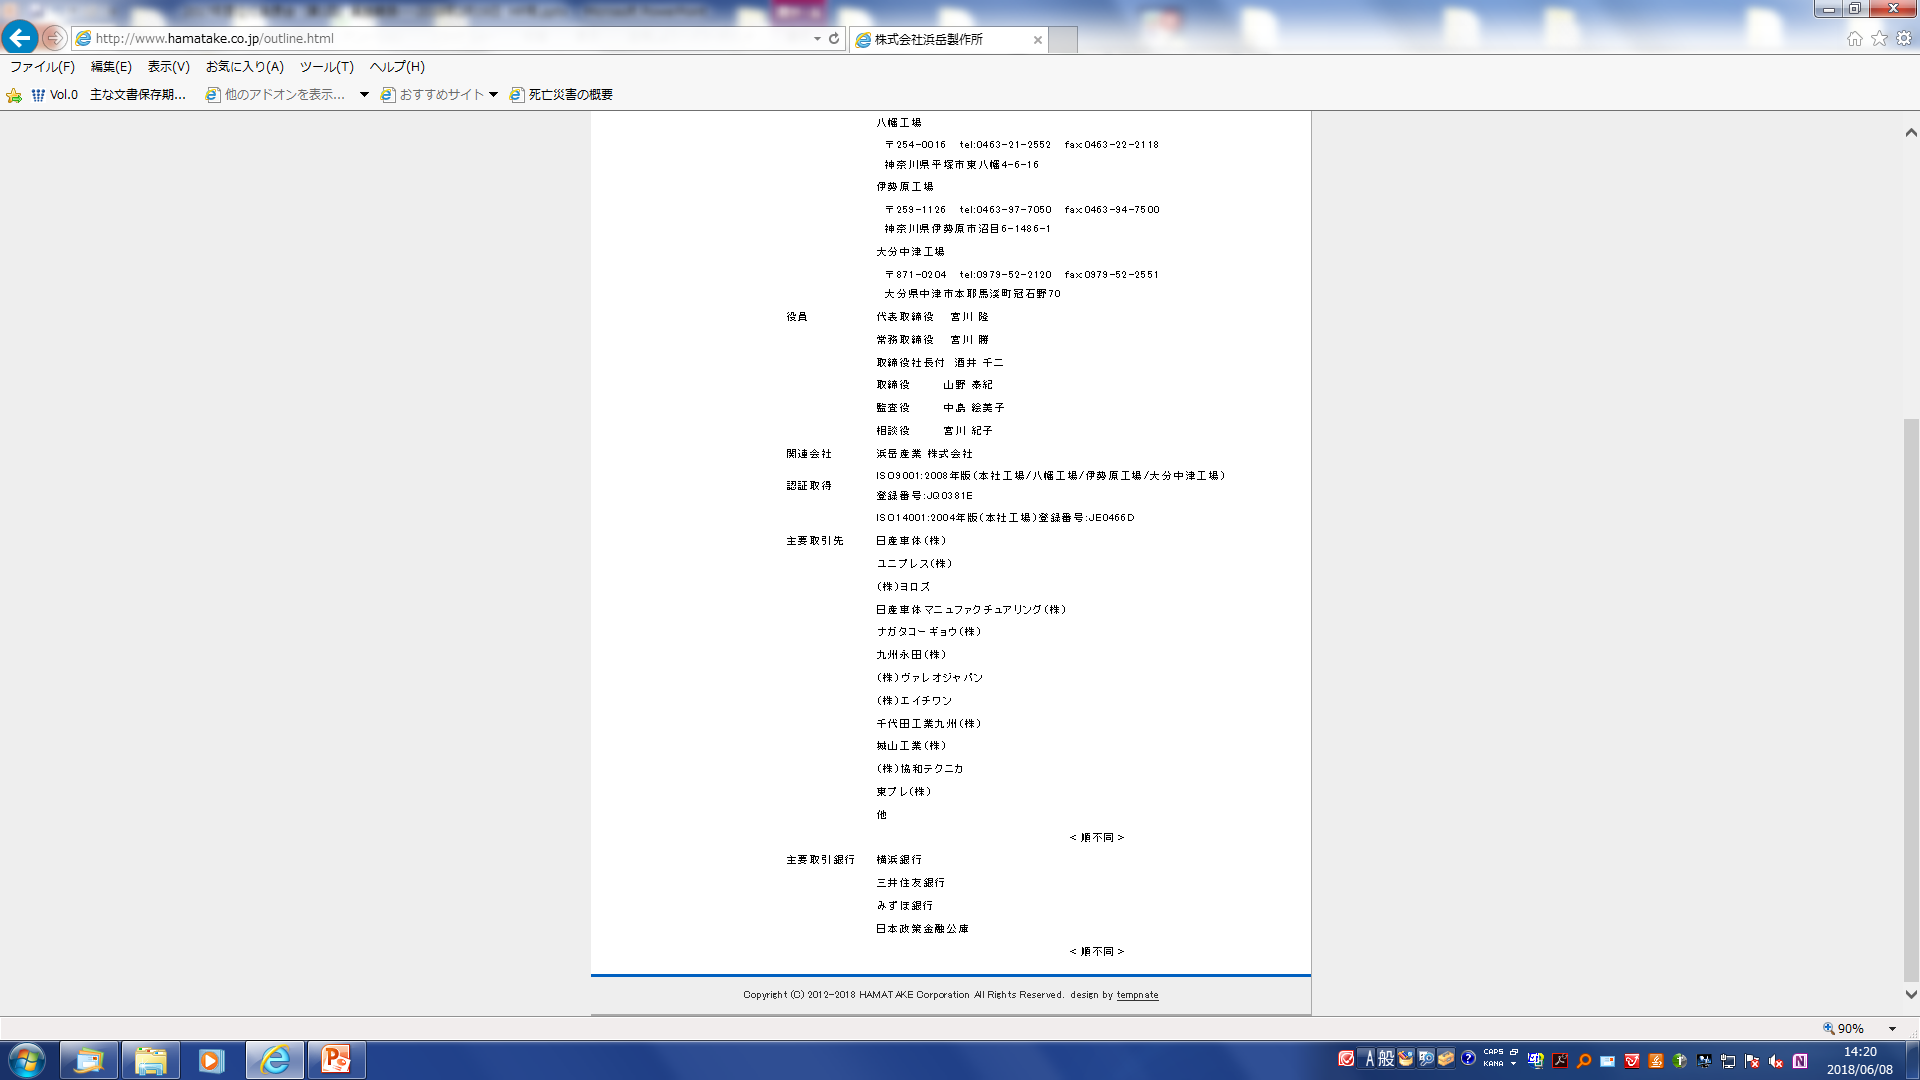 http://www.hamatake.co.jp/outline.html
株式会社浜岳製作所
ファイル(F) 編集(E) 表示(V) お気に入り(A) ツール(T) ヘルプ(H)
Vol.0 主な文書保存期... 他のアドオンを表示... おすすめサイト 死亡災害の概要
八幡工場
〒254-0016 tel:0463-21-2552 fax:0463-22-2118
神奈川県平塚市東八幡4-6-16
伊勢原工場
〒259-1126 tel:0463-97-7050 fax:0463-94-7500
神奈川県伊勢原市沼目6-1486-1
大分中津工場
〒871-0204 tel:0979-52-2120 fax:0979-52-2551
大分県中津市本耶馬渓町冠石野70
役員 代表取締役 宮川 隆
常務取締役 宮川 勝
取締役社長付 酒井 千二
取締役 山野 泰紀
監査役 中島 絵美子
相談役 宮川 紀子
関連会社 浜岳産業 株式会社
認証取得 ISO9001:2008年版(本社工場/八幡工場/伊勢原工場/大分中津工場)
登録番号:JQ0381E
ISO14001:2004年版(本社工場)登録番号:JE0466D
主要取引先 日産車体(株)
ユニプレス(株)
(株)ヨロズ
日産車体マニュファクチュアリング(株)
ナガタコーギョウ(株)
九州永田(株)
(株)ヴァレオジャパン
(株)エイチワン
千代田工業九州(株)
城山工業(株)
(株)協和テクニカ
東プレ(株)
他
＜順不同＞
主要取引銀行 横浜銀行
三井住友銀行
みずほ銀行
日本政策金融公庫
＜順不同＞
Copyright (C) 2012-2018 HAMATAKE Corporation All Rights Reserved. design by tempnate
90%
A 般 CAPS KANA
14:20
2018/06/08